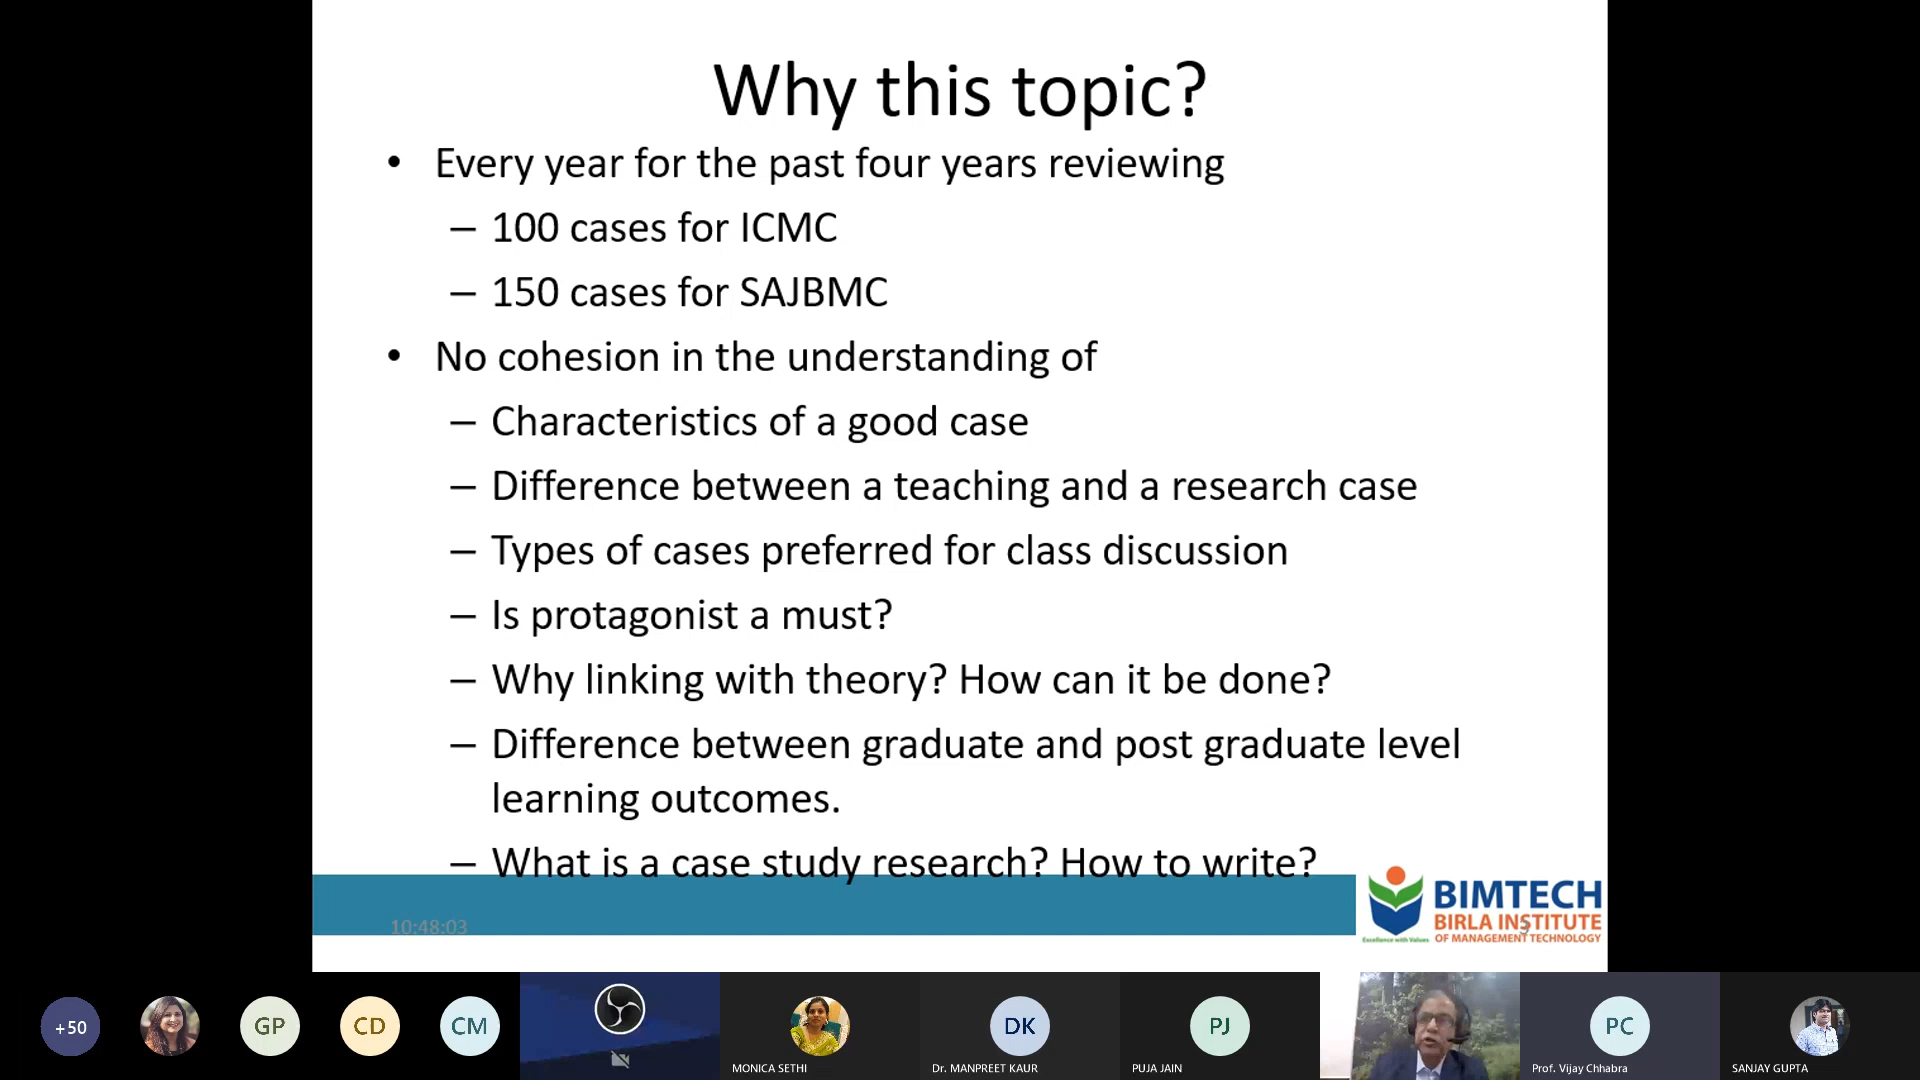 Why this topic?
• Every year for the past four years reviewing
– 100 cases for ICMC
– 150 cases for SAJBMC
• No cohesion in the understanding of
– Characteristics of a good case
– Difference between a teaching and a research case
– Types of cases preferred for class discussion
– Is protagonist a must?
– Why linking with theory? How can it be done?
– Difference between graduate and post graduate level
learning outcomes.
– What is a case study research? How to write?
10:48:03
3
BIMTECH
BIRLA INSTITUTE
OF MANAGEMENT TECHNOLOGY
Excellence with Values
+50
GP
CD
CM
MONICA SETHI
DK
Dr. MANPREET KAUR
PJ
PUJA JAIN
PC
Prof. Vijay Chhabra
SANJAY GUPTA